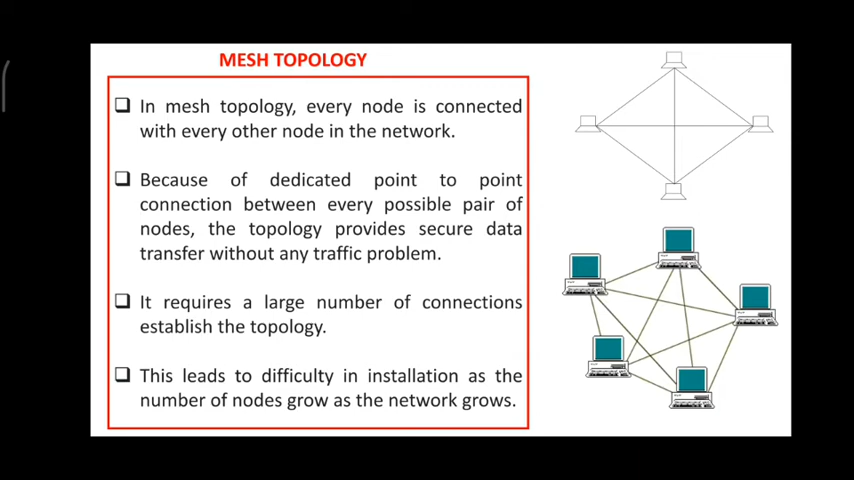 MESH TOPOLOGY
❑ In mesh topology, every node is connected
with every other node in the network.
❑ Because of dedicated point to point
connection between every possible pair of
nodes, the topology provides secure data
transfer without any traffic problem.
❑ It requires a large number of connections
establish the topology.
❑ This leads to difficulty in installation as the
number of nodes grow as the network grows.